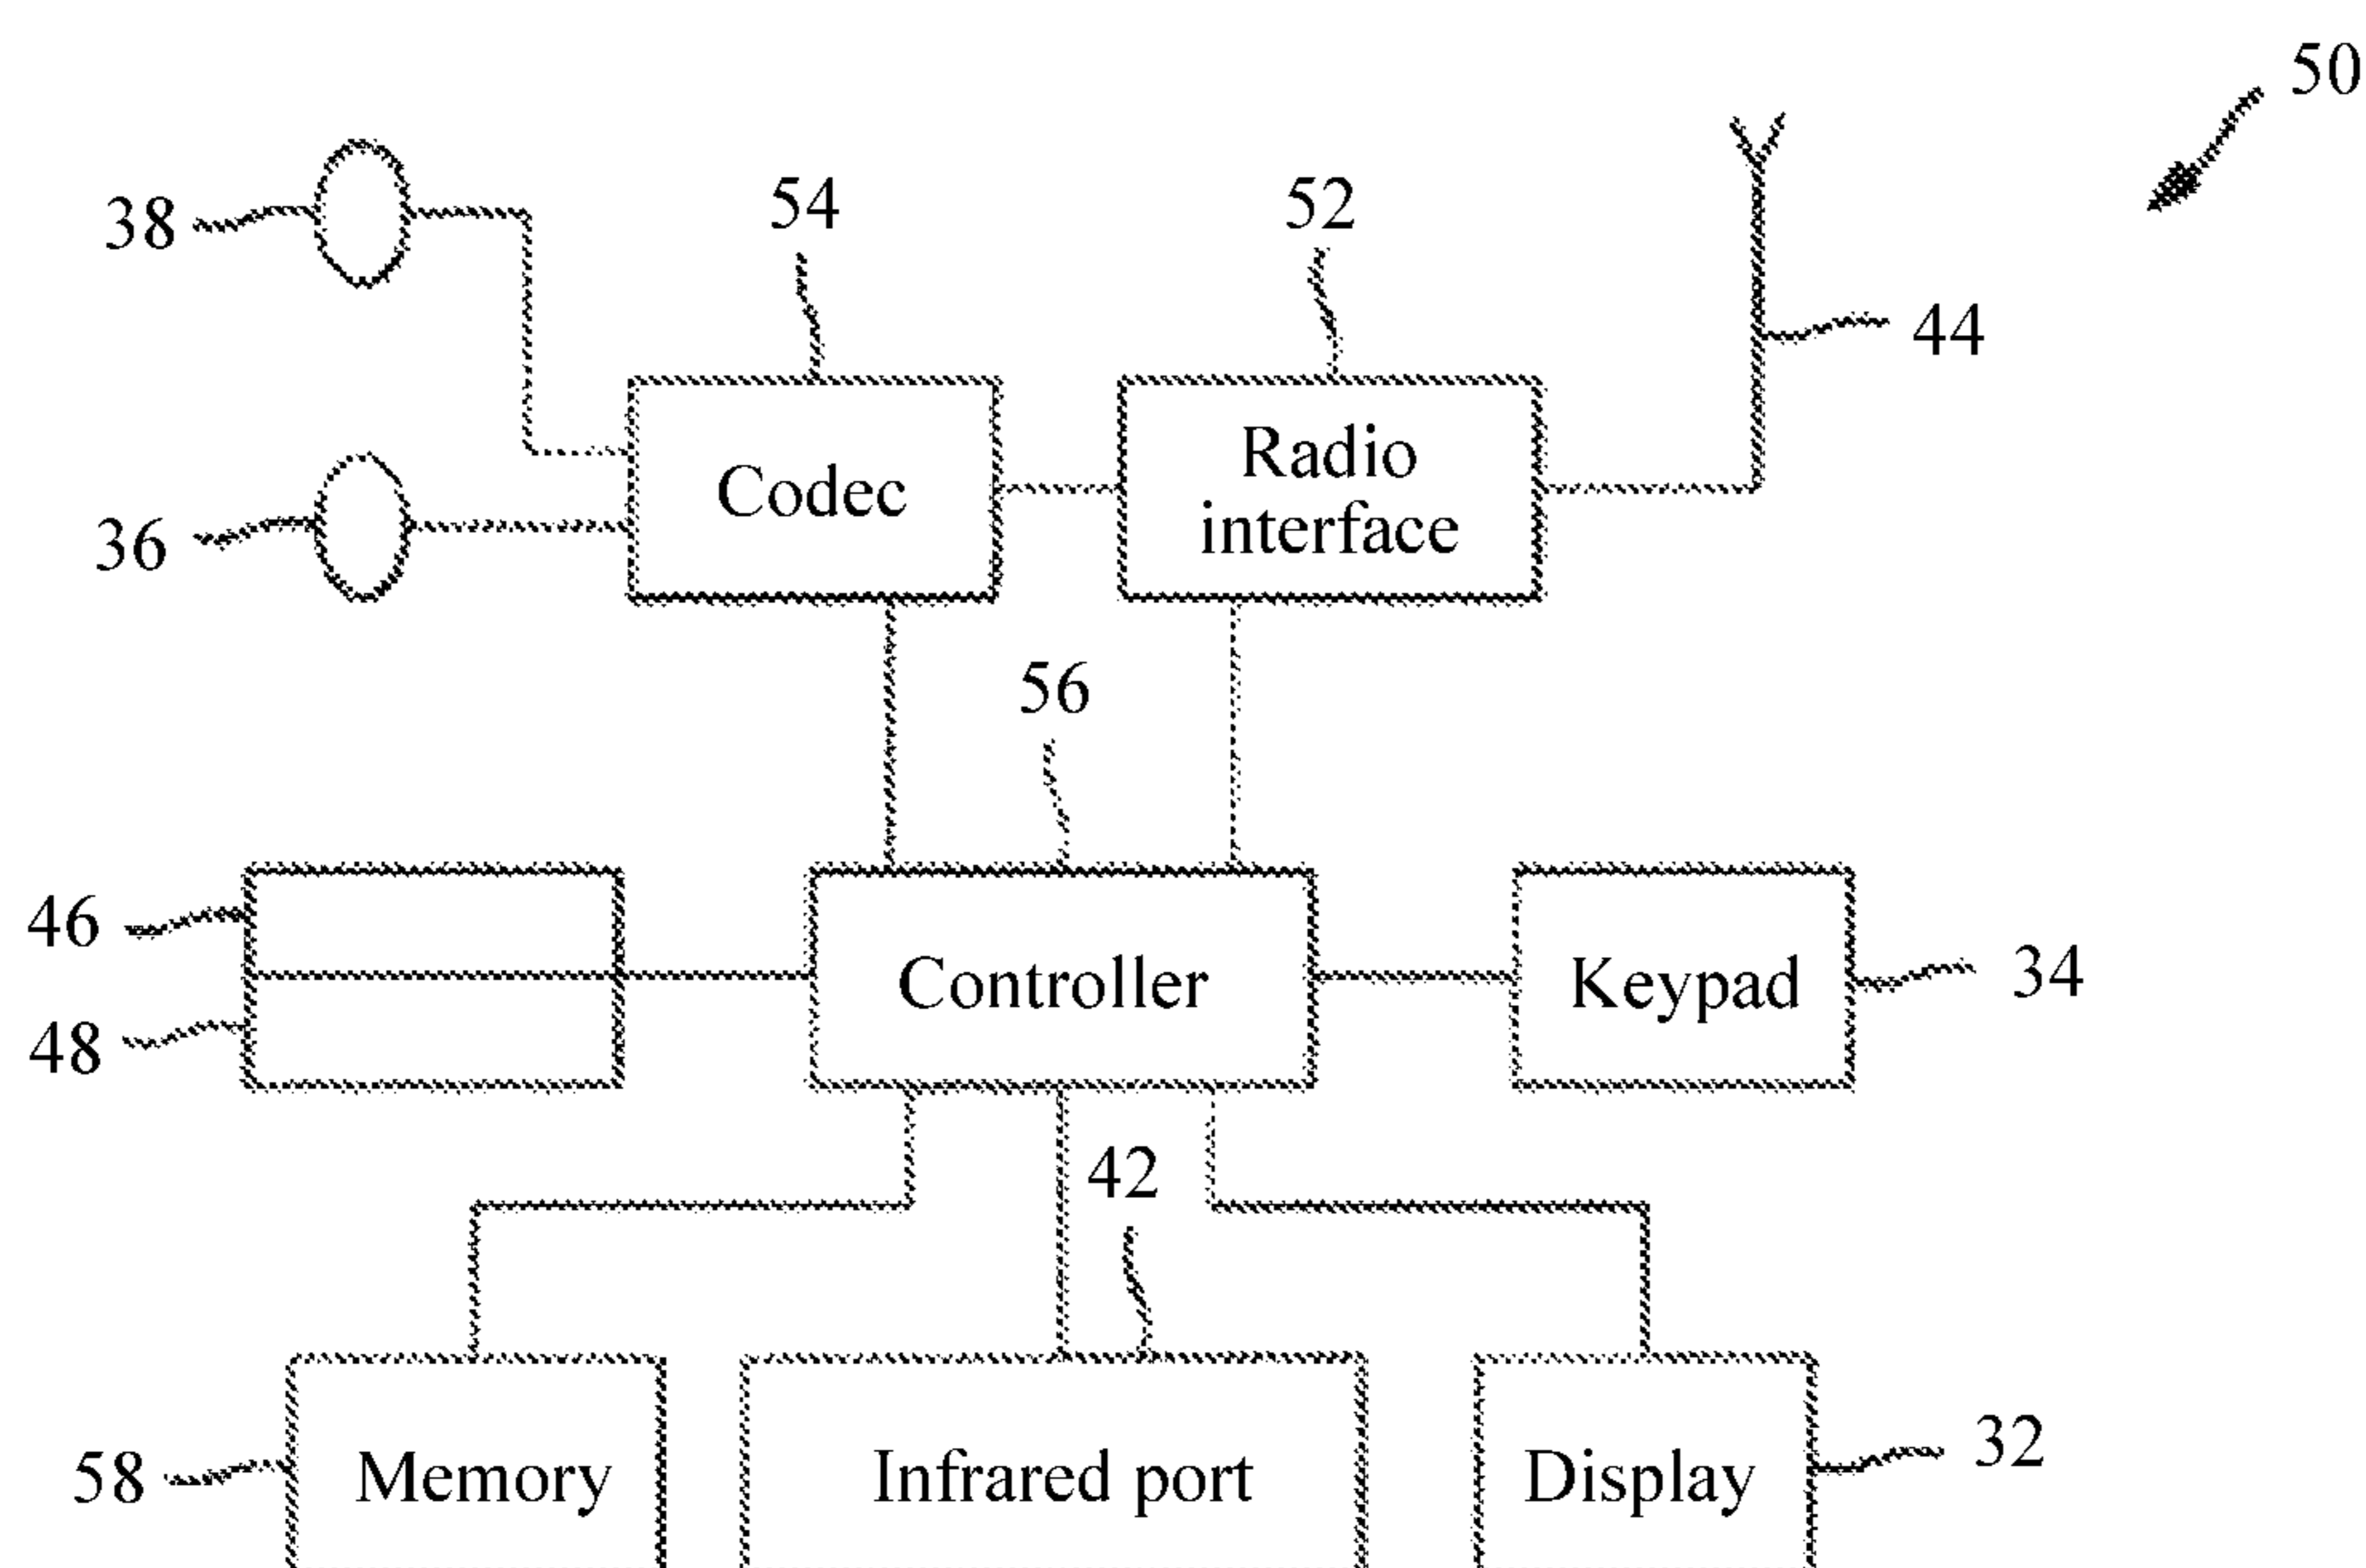 50
38
54
52
44
Codec
Radio
interface
36
56
46
Controller
Keypad
34
48
42
58
Memory
Infrared port
Display
32